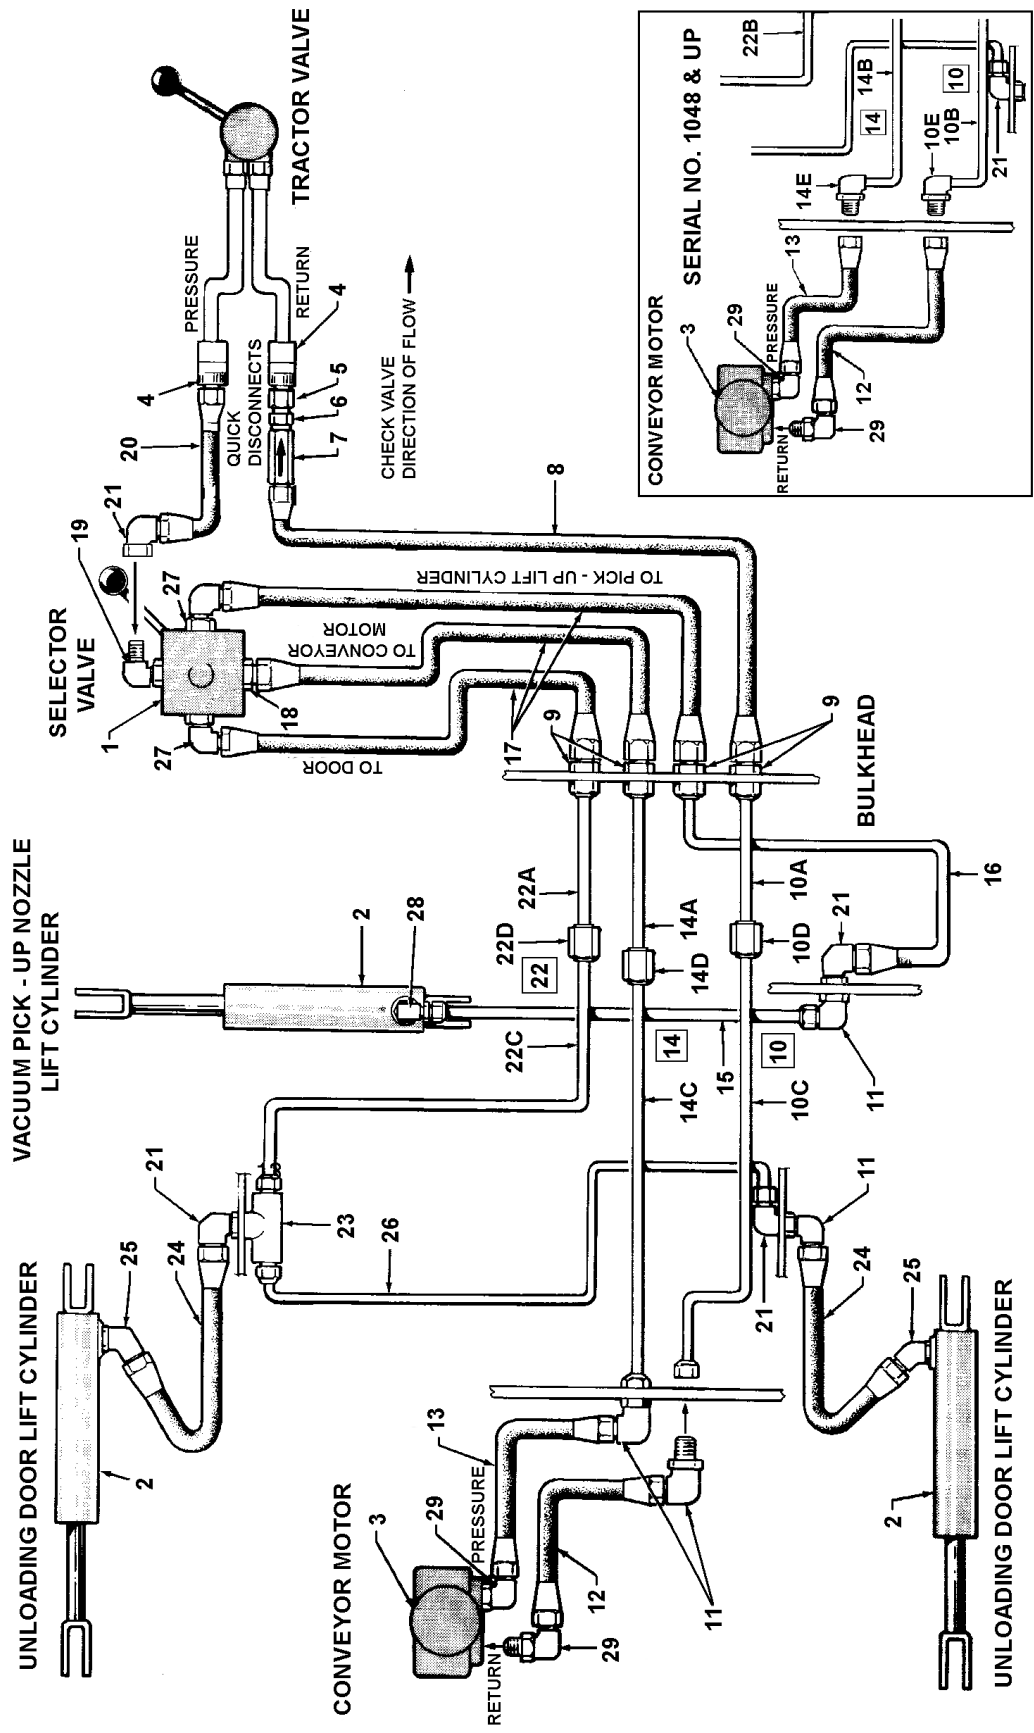 UNLOADING DOOR LIFT CYLINDER
VACUUM PICK - UP NOZZLE
LIFT CYLINDER
SELECTOR
VALVE
TRACTOR VALVE
2
25
24
21
23
26
2
28
1
27
19
21
20
4
PRESSURE
QUICK
DISCONNECTS
RETURN
4
5
6
7
CHECK VALVE
DIRECTION OF FLOW
27
18
TO DOOR
TO CONVEYOR
MOTOR
TO PICK - UP LIFT CYLINDER
17
8
9
9
BULKHEAD
22A
22D
22
22C
14A
14D
14
14C
10A
10D
10
10C
15
16
21
11
CONVEYOR MOTOR
3
29
PRESSURE
13
RETURN
29
12
11
21
11
24
25
2
UNLOADING DOOR LIFT CYLINDER
CONVEYOR MOTOR
SERIAL NO. 1048 & UP
3
29
PRESSURE
13
RETURN
29
12
14E
14
14B
22B
10E
10B
10
21